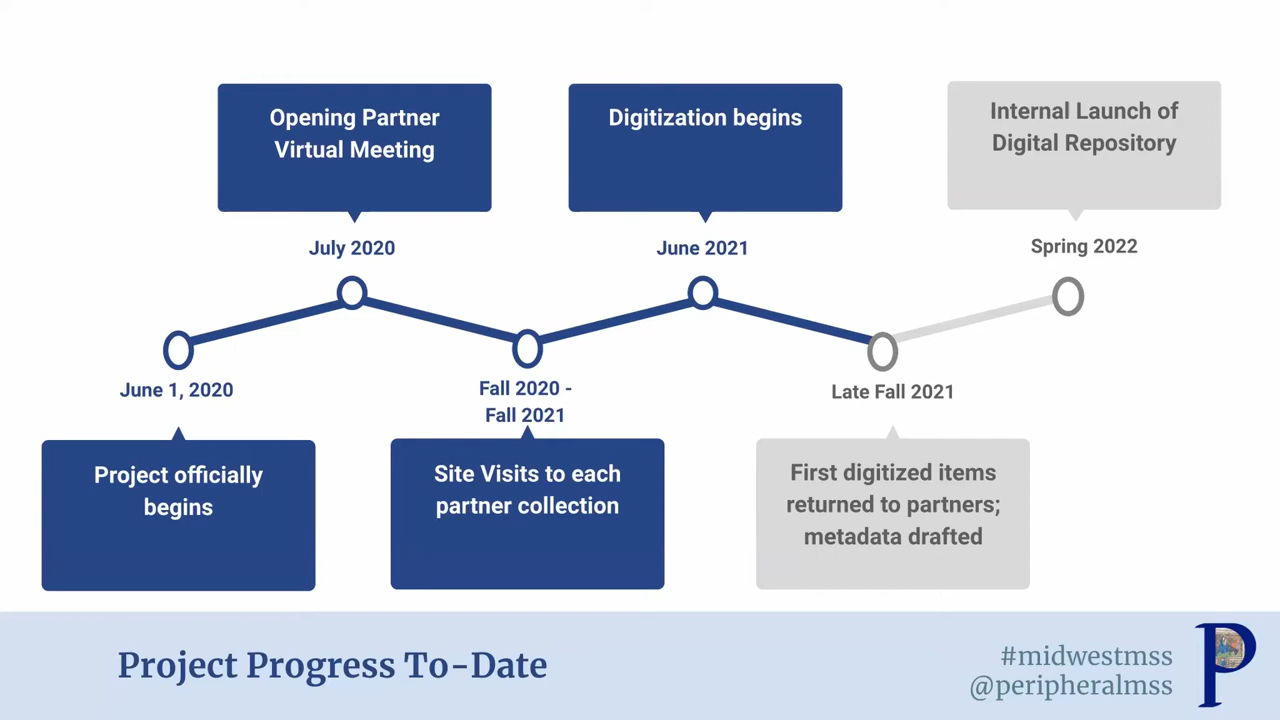 Opening Partner
Virtual Meeting
Digitization begins
Internal Launch of
Digital Repository
July 2020
June 2021
Spring 2022
June 1, 2020
Fall 2020 -
Fall 2021
Late Fall 2021
Project officially
begins
Site Visits to each
partner collection
First digitized items
returned to partners;
metadata drafted
Project Progress To-Date
#midwestmss
@peripheralmss
P